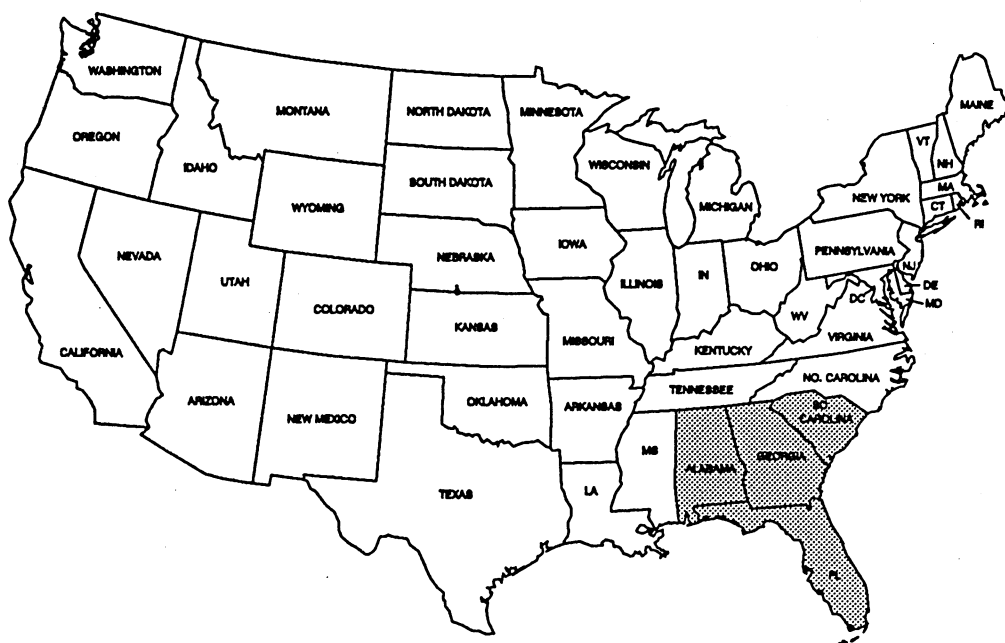 WASHINGTON
MONTANA
NORTH DAKOTA
MINNESOTA
MAINE
OREGON
IDAHO
VT
NH
WISCONSIN
SOUTH DAKOTA
WYOMING
MICHIGAN
NEW YORK
MA
CT
RI
NEVADA
NEBRASKA
IOWA
PENNSYLVANIA
UTAH
ILLINOIS
IN
OHIO
NJ
DE
DC
MD
COLORADO
KANSAS
WV
VIRGINIA
CALIFORNIA
MISSOURI
KENTUCKY
NO. CAROLINA
TENNESSEE
ARIZONA
NEW MEXICO
OKLAHOMA
ARKANSAS
SO
CAROLINA
MS
ALABAMA
GEORGIA
TEXAS
LA
FL